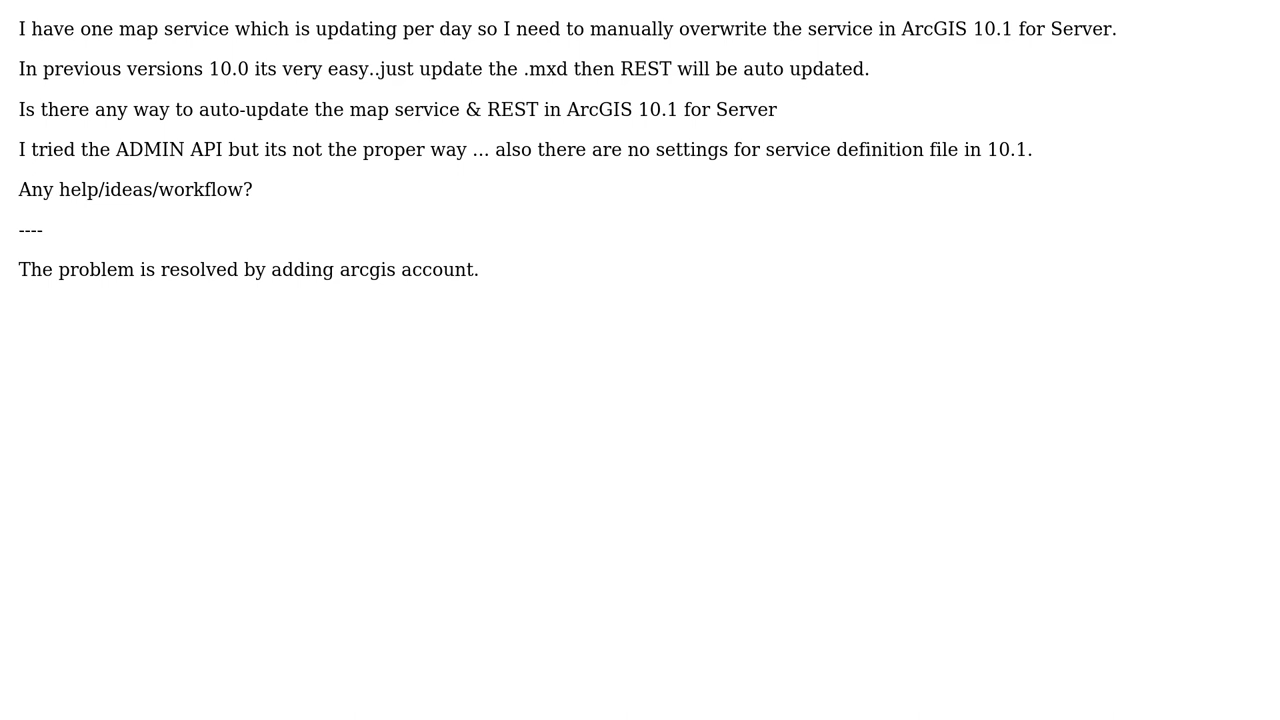 I have one map service which is updating per day so I need to manually overwrite the service in ArcGIS 10.1 for Server.
In previous versions 10.0 its very easy..just update the .mxd then REST will be auto updated.
Is there any way to auto-update the map service & REST in ArcGIS 10.1 for Server
I tried the ADMIN API but its not the proper way ... also there are no settings for service definition file in 10.1.
Any help/ideas/workflow?
----
The problem is resolved by adding arcgis account.